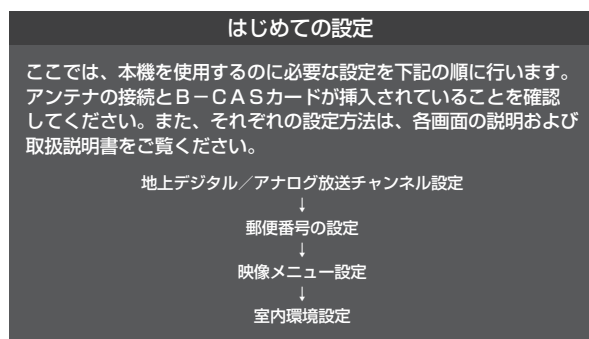 はじめての設定
ここでは、本機を使用するのに必要な設定を下記の順に行います。
アンテナの接続とＢ－ＣＡＳカードが挿入されていることを確認
してください。また、それぞれの設定方法は、各画面の説明および
取扱説明書をご覧ください。
地上デジタル／アナログ放送チャンネル設定
↓
郵便番号の設定
↓
映像メニュー設定
↓
室内環境設定